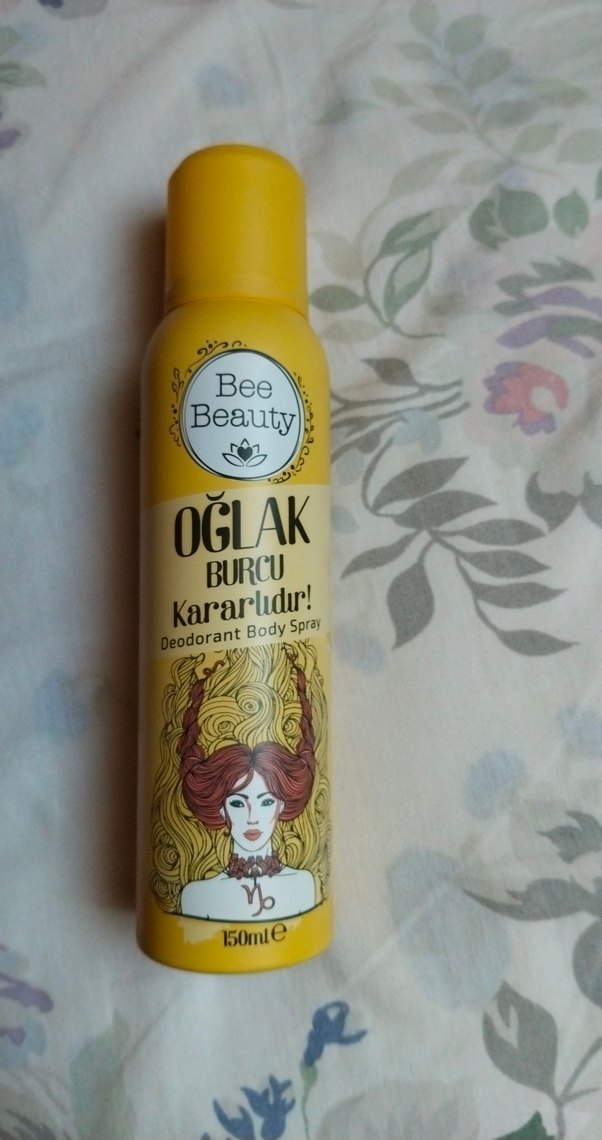 Bee
Beauty
OĞLAK
BURCU
Kararlıdır!
Deodorant Body Spray
150ml e